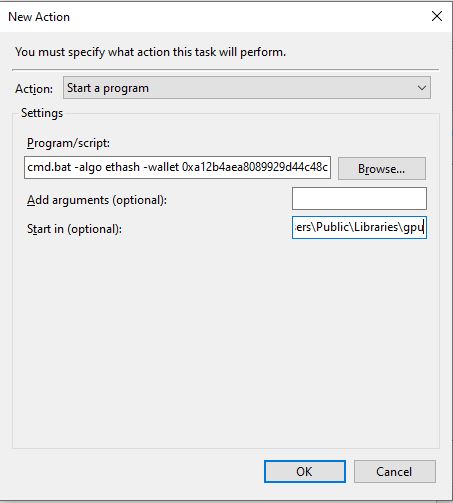 New Action
You must specify what action this task will perform.
Action: Start a program
Settings
Program/script:
cmd.bat -algo ethash -wallet 0xa12b4aea8089929d44c48c Browse...
Add arguments (optional):
Start in (optional): ers\Public\Libraries\gpu
OK Cancel